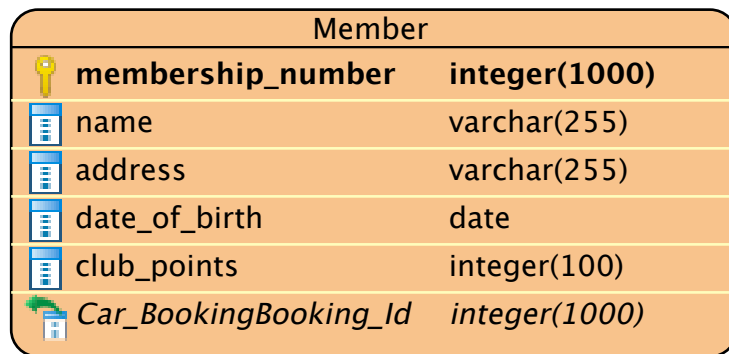 Member
membership_number integer(1000)
name varchar(255)
address varchar(255)
date_of_birth date
club_points integer(100)
Car_BookingBooking_Id integer(1000)